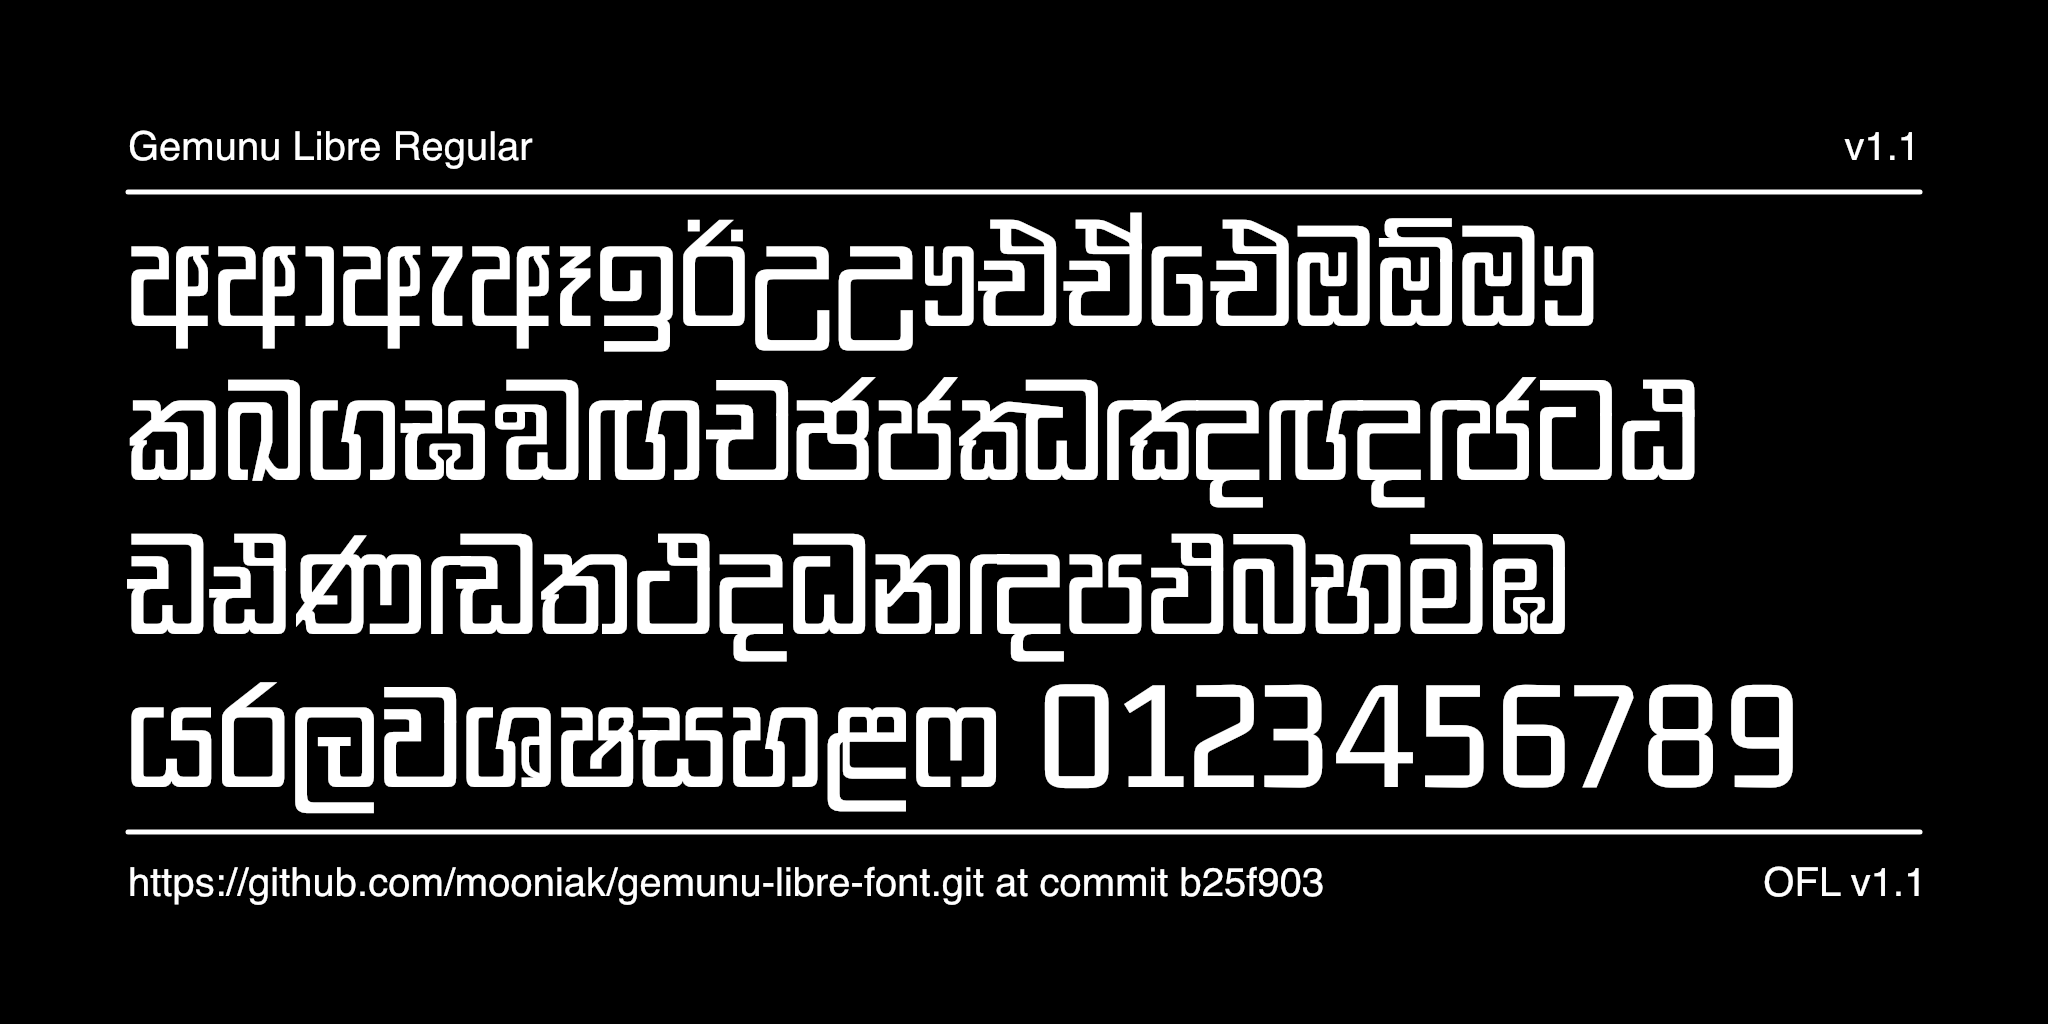 Gemunu Libre Regular
v1.1
අආඇඈඉඊඋඌඑඒඓඔඕඖ
කඛගඝඞඟචඡජඣඤඥඦටඨ
ඩඪණඬතථදධනඳපඵබභමඹ
යරලවශෂසහළෆ 0123456789
https://github.com/mooniak/gemunu-libre-font.git at commit b25f903
OFL v1.1